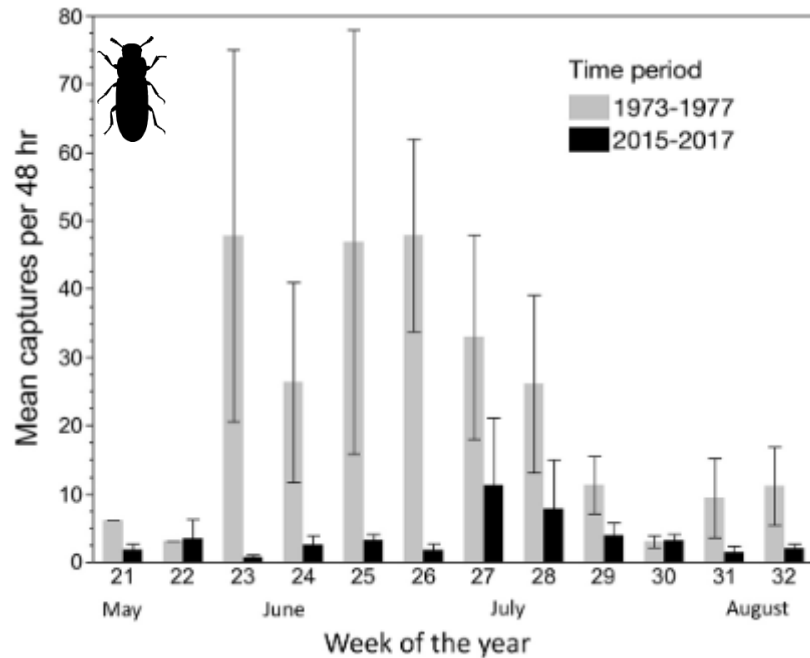 80
70
60
50
40
30
20
10
0
Mean captures per 48 hr
Time period
1973-1977
2015-2017
21 22 23 24 25 26 27 28 29 30 31 32
May June July August
Week of the year